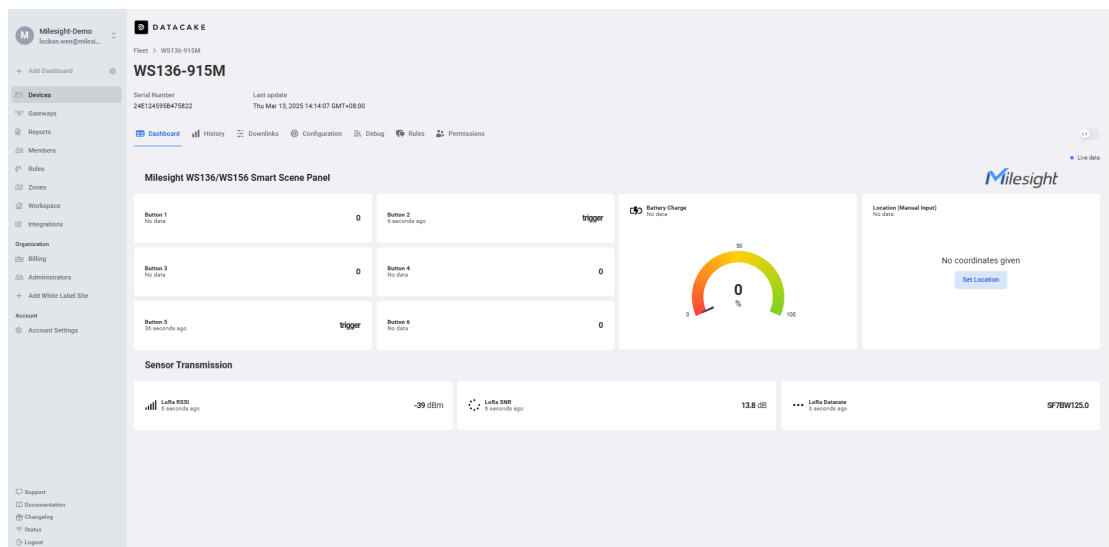 M
Milesight-Demo
lockon.wen@milesi...
+ Add Dashboard
Devices
Gateways
Reports
Members
Rules
Zones
Workspace
Integrations
Organization
Billing
Administrators
+ Add White Label Site
Account
Account Settings
Support
Documentation
Changelog
Status
Logout
DATACAKE
Fleet > WS136-915M
WS136-915M
Serial Number
24E124595B475822
Last update
Thu Mar 13, 2025 14:14:07 GMT+08:00
Dashboard History Downlinks Configuration Debug Rules Permissions
Live data
Milesight WS136/WS156 Smart Scene Panel
Milesight
Button 1
No data
0
Button 2
6 seconds ago
trigger
Button 3
No data
0
Button 4
No data
0
Button 5
36 seconds ago
trigger
Button 6
No data
0
Battery Charge
No data
50
0
%
0
100
Location (Manual Input)
No data
No coordinates given
Set Location
Sensor Transmission
LoRa RSSI
6 seconds ago
-39 dBm
LoRa SNR
6 seconds ago
13.8 dB
LoRa Datarate
6 seconds ago
SF7BW125.0